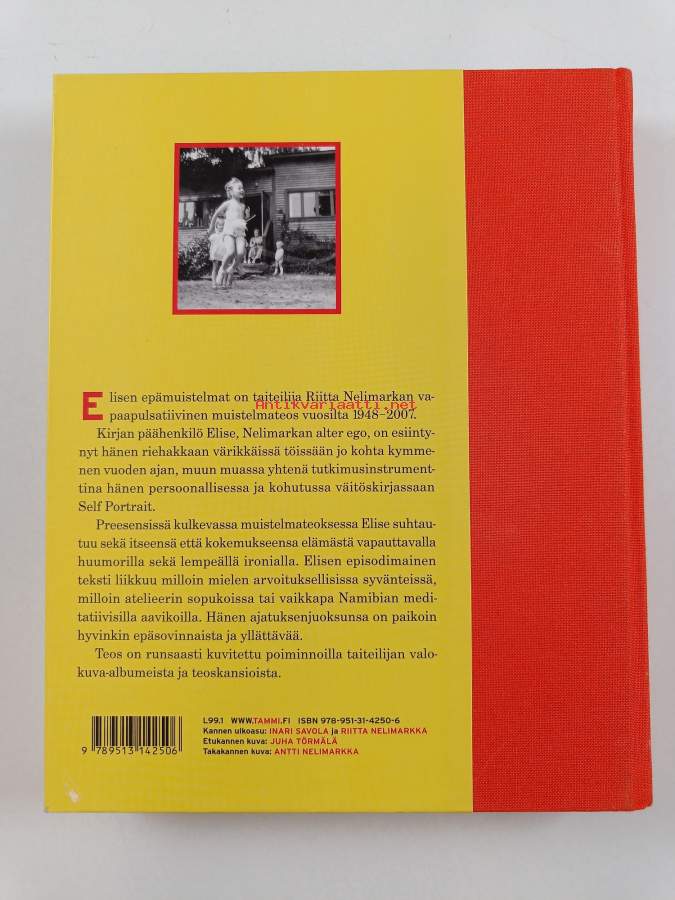 Elisen epämuistelmat on taiteilija Riitta Nelimarkan va-
paapulsatiivinen muistelmateos vuosilta 1948–2007.
Antikvariaatti.net
Kirjan päähenkilö Elise, Nelimarkan alter ego, on esiinty-
nyt hänen riehakkaan värikkäissä töissään jo kohta kymme-
nen vuoden ajan, muun muassa yhtenä tutkimusinstrument-
tina hänen persoonallisessa ja kohutussa väitöskirjassaan
Self Portrait.
Preesensissä kulkevassa muistelmateoksessa Elise suhtau-
tuu sekä itseensä että kokemukseensa elämästä vapauttavalla
huumorilla sekä lempeällä ironialla. Elisen episodimainen
teksti liikkuu milloin mielen arvoituksellisissa syvänteissä,
milloin atelieerin sopukoissa tai vaikkapa Namibian medi-
tatiivisilla aavikoilla. Hänen ajatuksenjuoksunsa on paikoin
hyvinkin epäsovinnaista ja yllättävää.
Teos on runsaasti kuvitettu poiminnoilla taiteilijan valo-
kuva-albumeista ja teoskansioista.
L99.1 WWW.TAMMI.FI ISBN 978-951-31-4250-6
Kannen ulkoasu: INARI SAVOLA ja RIITTA NELIMARKKA
Etukannen kuva: JUHA TÖRMÄLÄ
Takakannen kuva: ANTTI NELIMARKKA
9 789513 142506